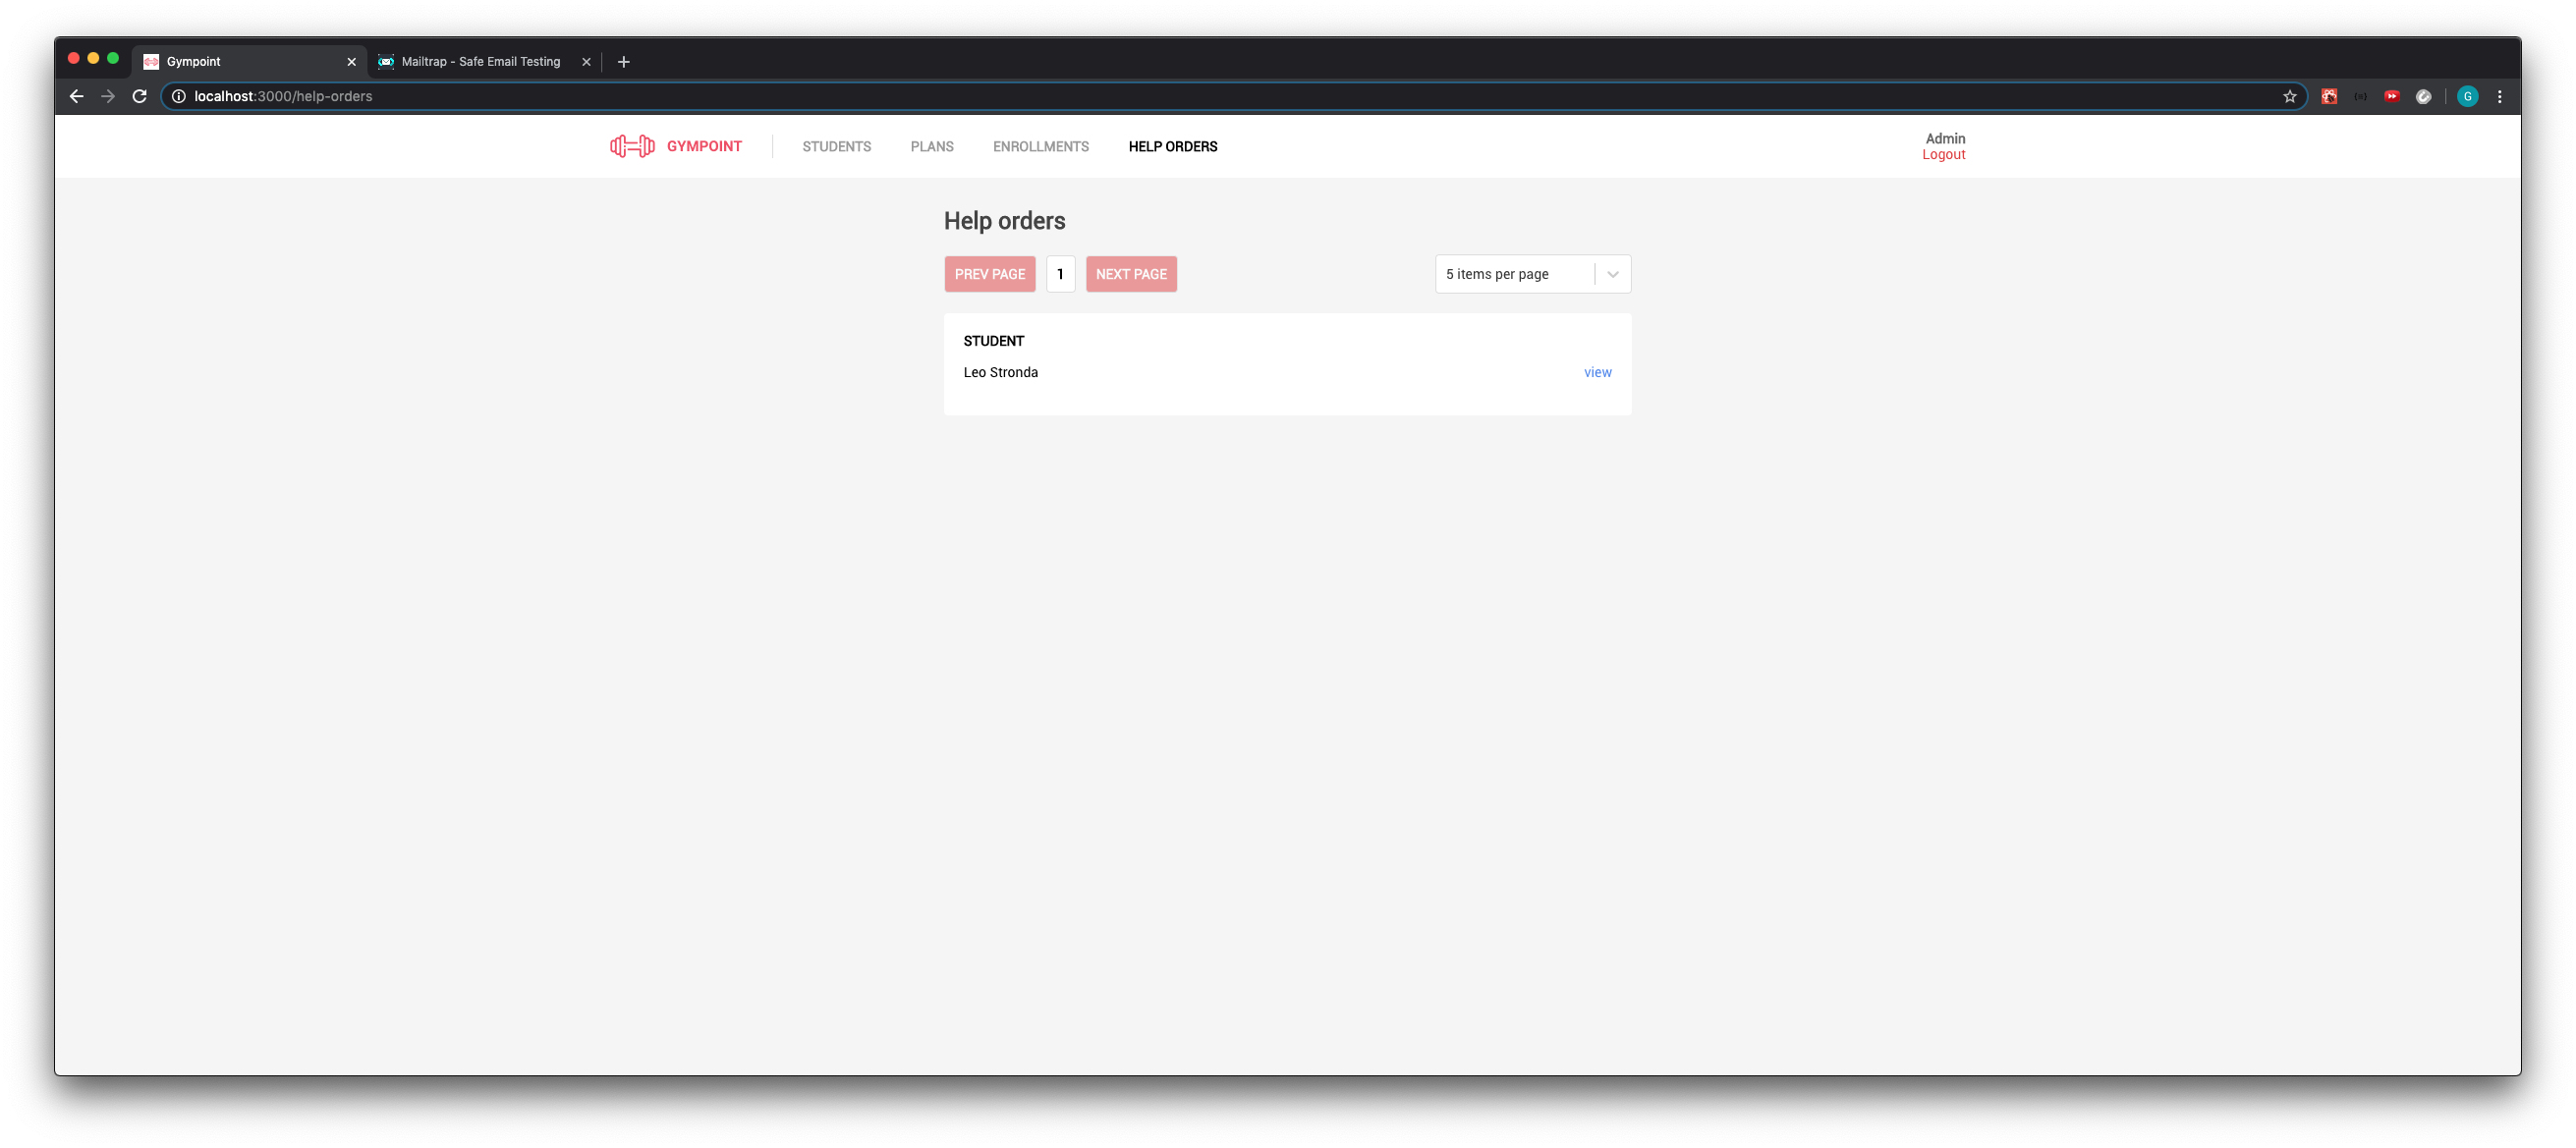 Gympoint
Mailtrap - Safe Email Testing
localhost:3000/help-orders
G
GYMPOINT
STUDENTS
PLANS
ENROLLMENTS
HELP ORDERS
Admin
Logout
Help orders
PREV PAGE
1
NEXT PAGE
5 items per page
STUDENT
Leo Stronda
view